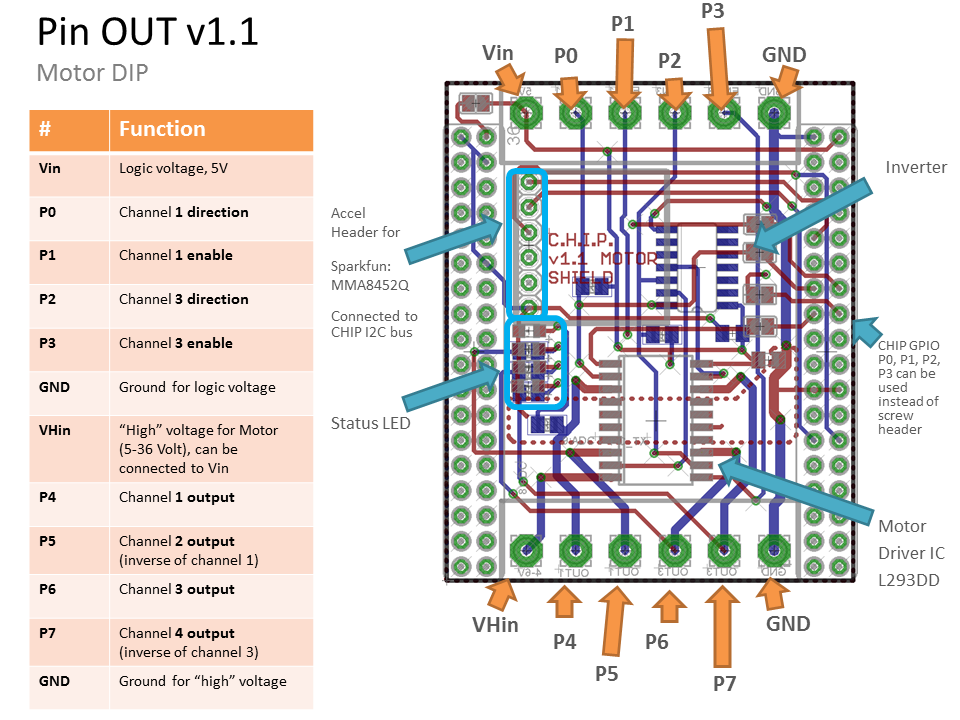 Pin OUT v1.1
Motor DIP
# Function
Vin Logic voltage, 5V
P0 Channel 1 direction
P1 Channel 1 enable
P2 Channel 3 direction
P3 Channel 3 enable
GND Ground for logic voltage
VHin “High” voltage for Motor
(5-36 Volt), can be
connected to Vin
P4 Channel 1 output
P5 Channel 2 output
(inverse of channel 1)
P6 Channel 3 output
P7 Channel 4 output
(inverse of channel 3)
GND Ground for “high” voltage
Vin
P0
P1
P2
P3
GND
Accel
Header for
Sparkfun:
MMA8452Q
Connected to
CHIP I2C bus
Status LED
C.H.I.P.
v1.1 MOTOR
SHIELD
Inverter
CHIP GPIO
P0, P1, P2,
P3 can be
used
instead of
screw
header
Motor
Driver IC
L293DD
4-6V
OUT1
OUT3
GND
VHin
P4
P5
P6
P7
GND